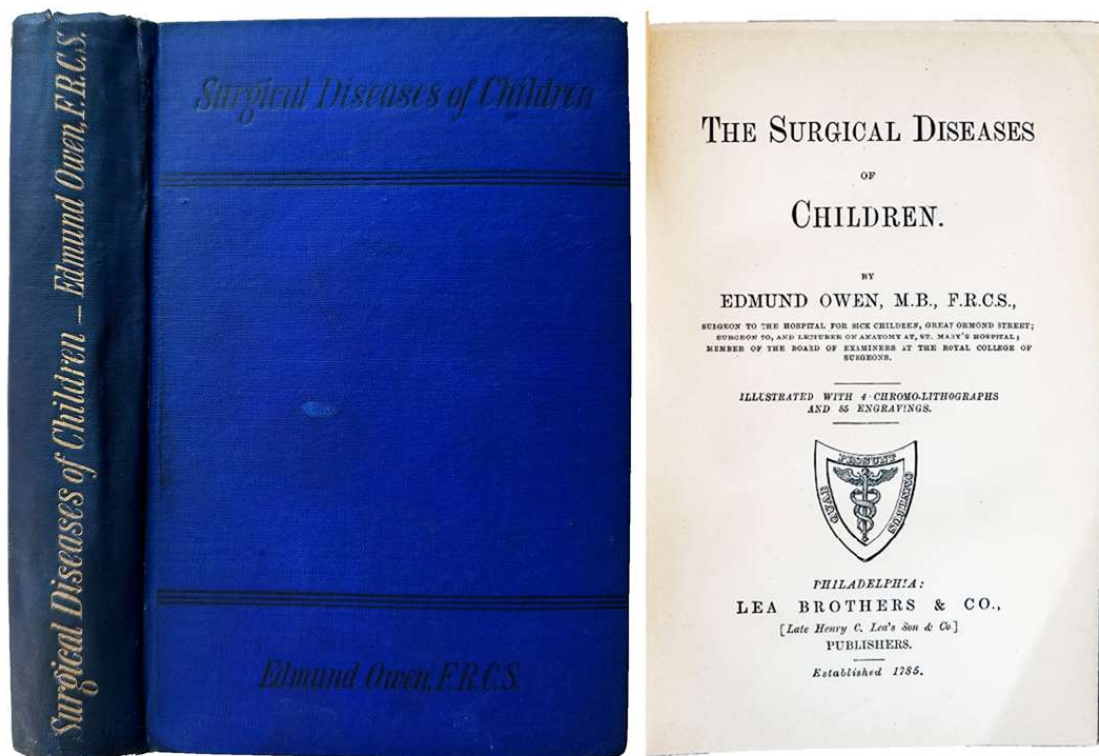 Surgical Diseases of Children — Edmund Owen, F.R.C.S.
Surgical Diseases of Children
Edmund Owen, F.R.C.S.
THE SURGICAL DISEASES
OF
CHILDREN.
BY
EDMUND OWEN, M.B., F.R.C.S.,
SURGEON TO THE HOSPITAL FOR SICK CHILDREN, GREAT ORMOND STREET;
SURGEON TO, AND LECTURER ON ANATOMY AT, ST. MARY'S HOSPITAL;
MEMBER OF THE BOARD OF EXAMINERS AT THE ROYAL COLLEGE OF
SURGEONS.
ILLUSTRATED WITH 4 CHROMO-LITHOGRAPHS
AND 85 ENGRAVINGS.
QUAE
PROSUNT
OMNIBUS
PHILADELPHIA:
LEA BROTHERS & CO.,
[Late Henry C. Lea's Son & Co]
PUBLISHERS.
Established 1785.